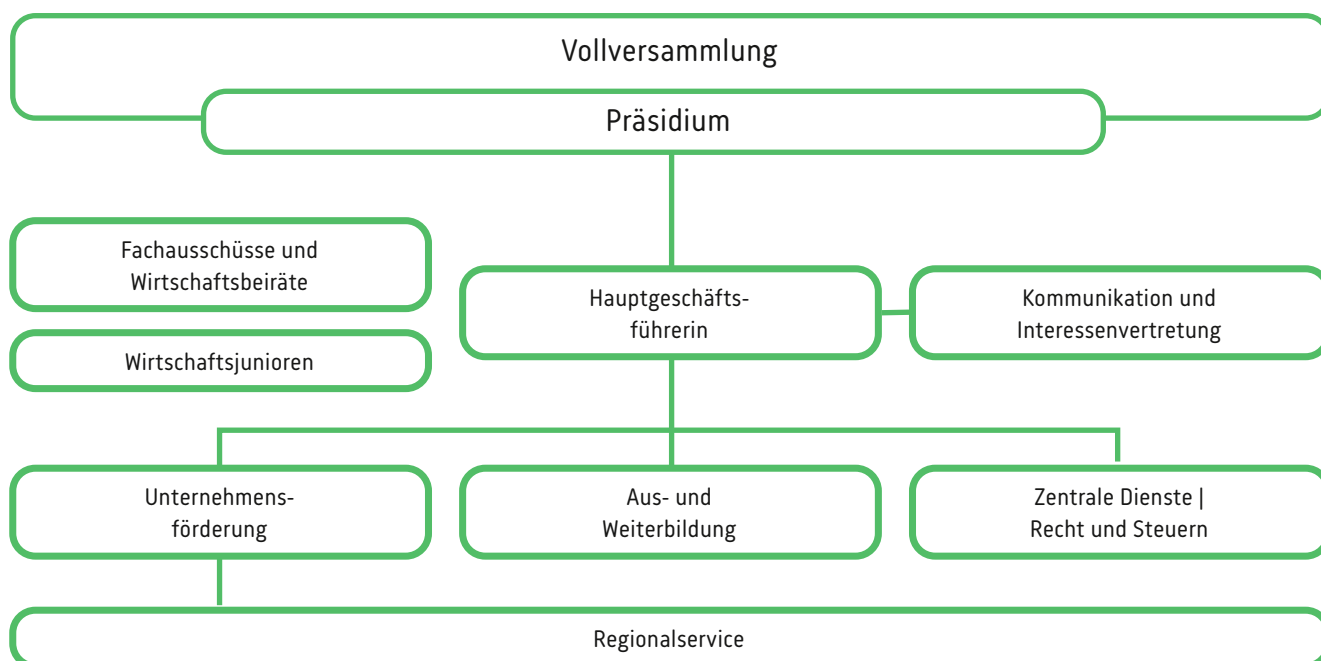 Vollversammlung
Präsidium
Fachausschüsse und
Wirtschaftsbeiräte
Wirtschaftsjunioren
Hauptgeschäfts-
führerin
Kommunikation und
Interessenvertretung
Unternehmens-
förderung
Aus- und
Weiterbildung
Zentrale Dienste |
Recht und Steuern
Regionalservice